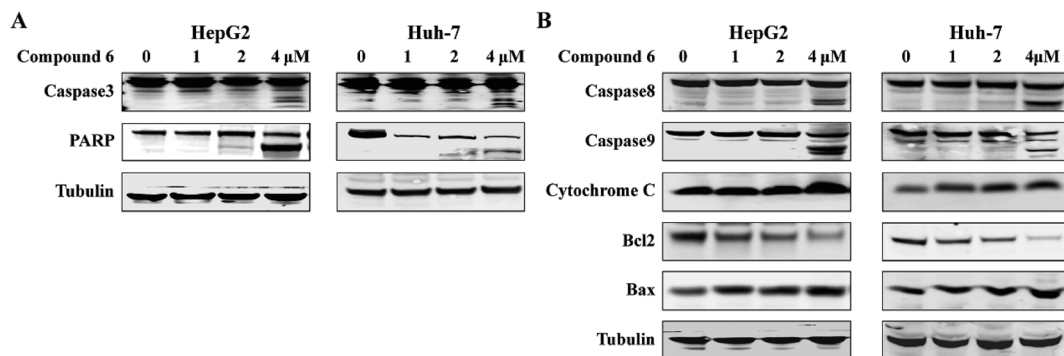 A
HepG2
Huh-7
Compound 6 0 1 2 4 μM 0 1 2 4 μM
Caspase3
PARP
Tubulin
B
HepG2
Huh-7
Compound 6 0 1 2 4 μM 0 1 2 4μM
Caspase8
Caspase9
Cytochrome C
Bcl2
Bax
Tubulin